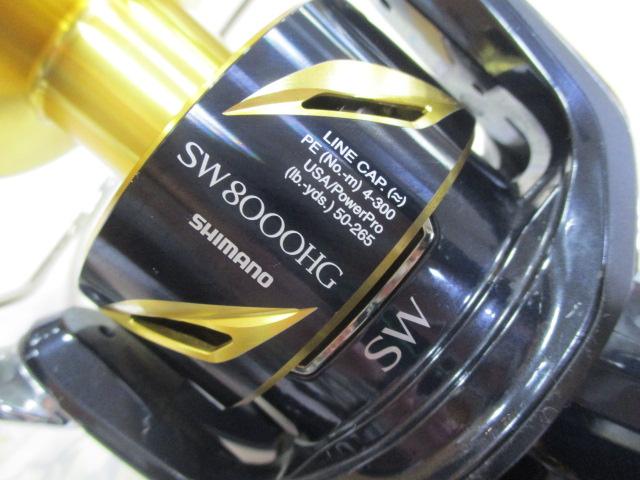 LINE CAP. (≈)
PE (No.-m) 4-300
USA/PowerPro
(lb.-yds.) 50-265
SW8000HG
SHIMANO
SW